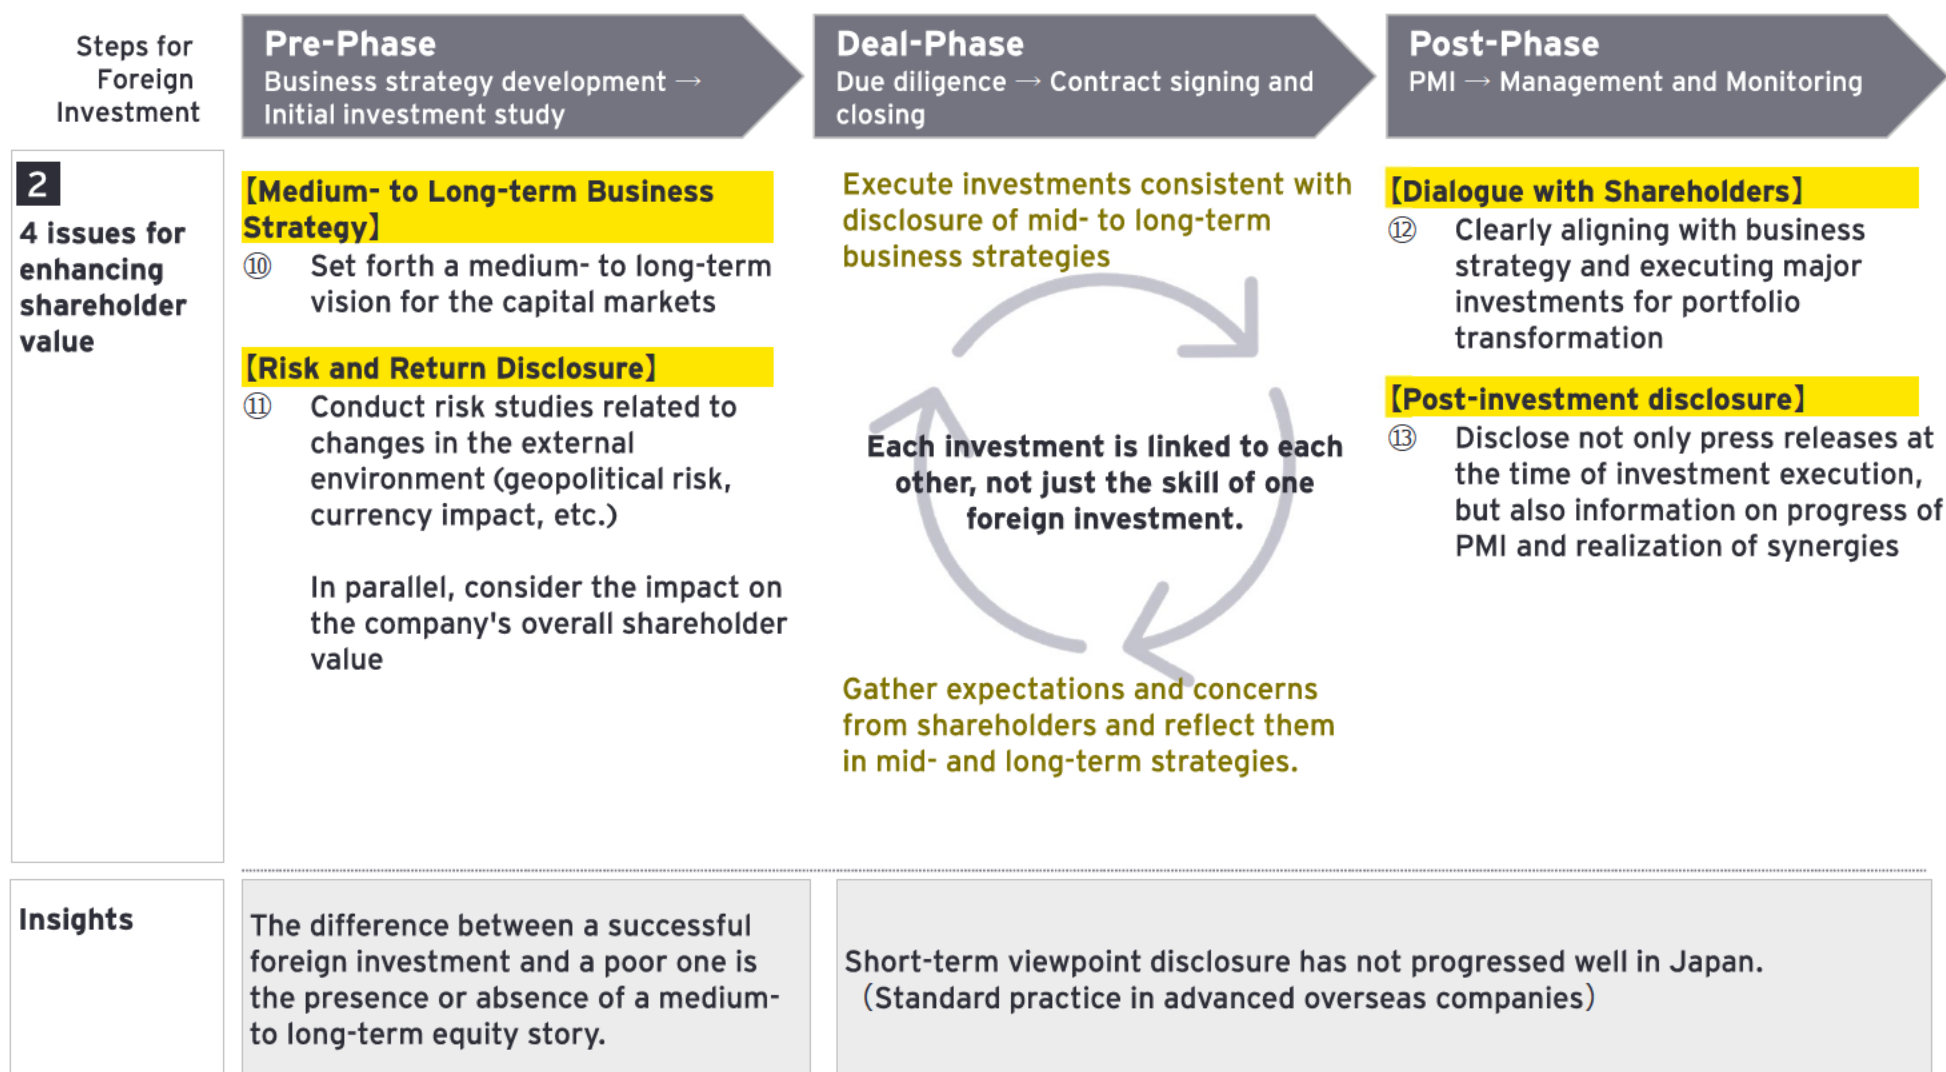 Steps for
Foreign
Investment
Pre-Phase
Business strategy development →
Initial investment study
Deal-Phase
Due diligence → Contract signing and
closing
Post-Phase
PMI → Management and Monitoring
2
4 issues for
enhancing
shareholder
value
【Medium- to Long-term Business
Strategy】
⑩ Set forth a medium- to long-term
vision for the capital markets
【Risk and Return Disclosure】
⑪ Conduct risk studies related to
changes in the external
environment (geopolitical risk,
currency impact, etc.)
In parallel, consider the impact on
the company's overall shareholder
value
Execute investments consistent with
disclosure of mid- to long-term
business strategies
Each investment is linked to each
other, not just the skill of one
foreign investment.
Gather expectations and concerns
from shareholders and reflect them
in mid- and long-term strategies.
【Dialogue with Shareholders】
⑫ Clearly aligning with business
strategy and executing major
investments for portfolio
transformation
【Post-investment disclosure】
⑬ Disclose not only press releases at
the time of investment execution,
but also information on progress of
PMI and realization of synergies
Insights
The difference between a successful
foreign investment and a poor one is
the presence or absence of a medium-
to long-term equity story.
Short-term viewpoint disclosure has not progressed well in Japan.
（Standard practice in advanced overseas companies）